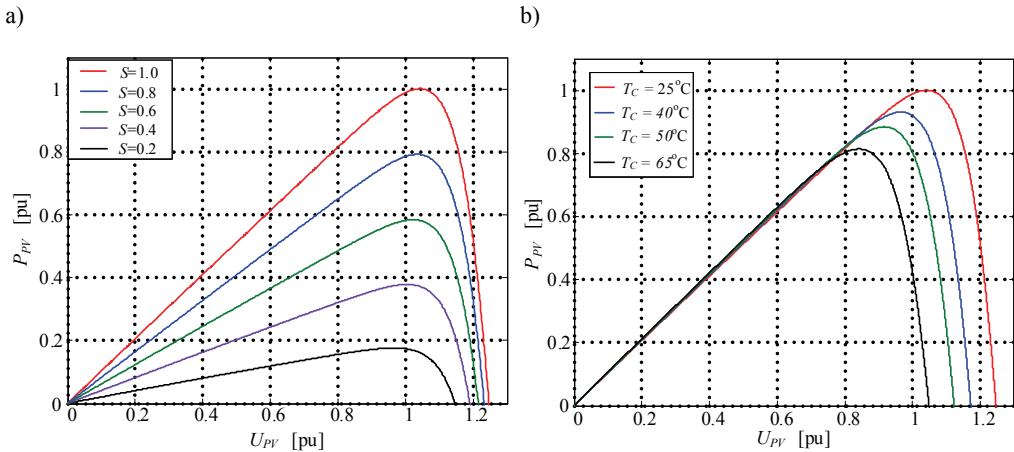 a)
S=1.0
S=0.8
S=0.6
S=0.4
S=0.2
P_PV [pu]
1
0.8
0.6
0.4
0.2
0
0 0.2 0.4 0.6 0.8 1 1.2
U_PV [pu]
b)
T_C = 25°C
T_C = 40°C
T_C = 50°C
T_C = 65°C
P_PV [pu]
1
0.8
0.6
0.4
0.2
0
0 0.2 0.4 0.6 0.8 1 1.2
U_PV [pu]